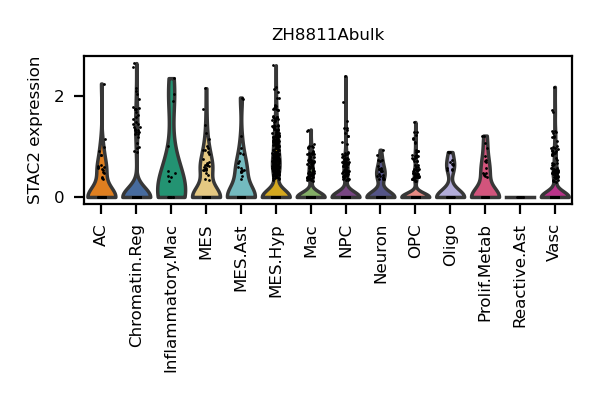 ZH8811Abulk
STAC2 expression
2
0
AC
Chromatin.Reg
Inflammatory.Mac
MES
MES.Ast
MES.Hyp
Mac
NPC
Neuron
OPC
Oligo
Prolif.Metab
Reactive.Ast
Vasc